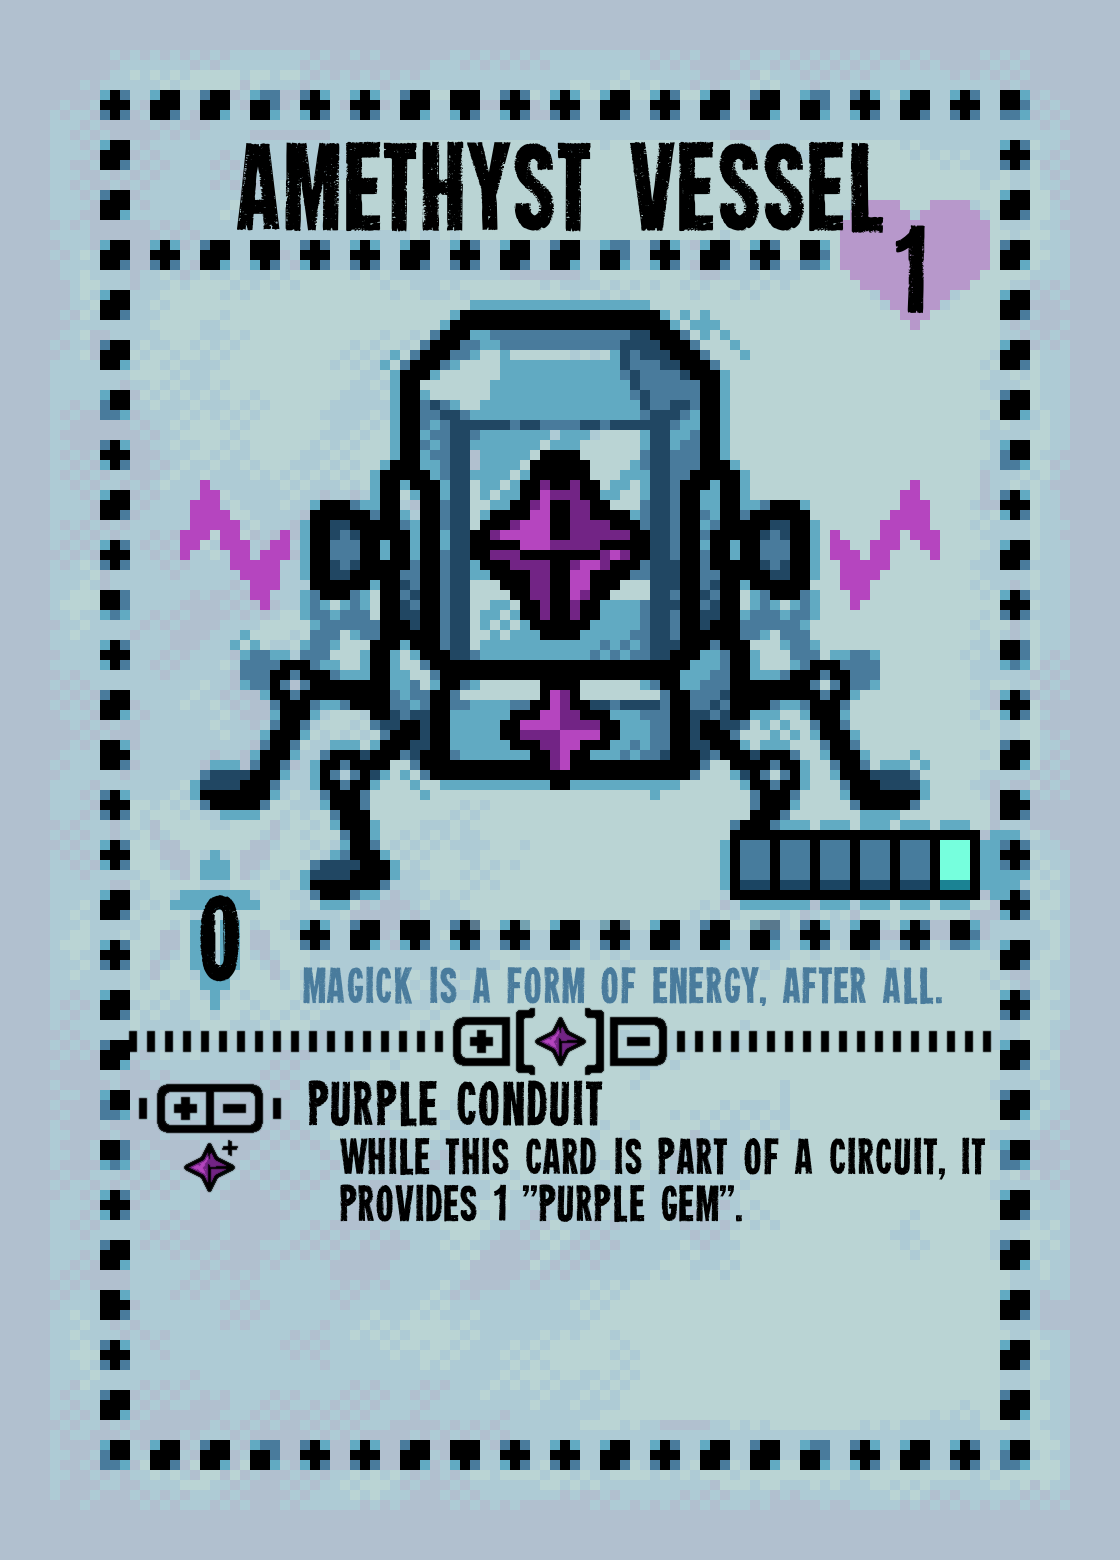 AMETHYST VESSEL
1
0
MAGICK IS A FORM OF ENERGY, AFTER ALL.
PURPLE CONDUIT
WHILE THIS CARD IS PART OF A CIRCUIT, IT
PROVIDES 1 ”PURPLE GEM”.